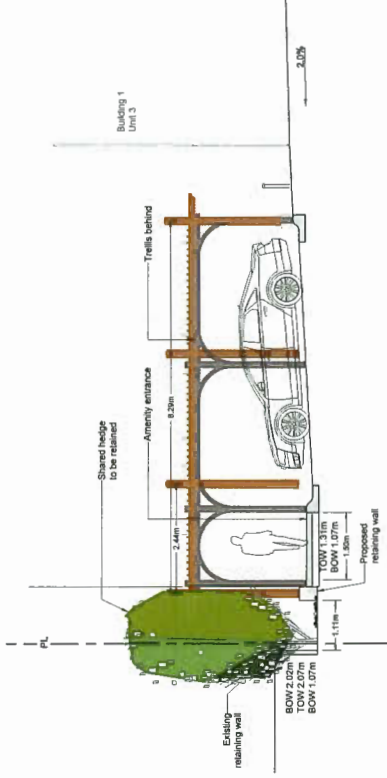 PL
Shared hedge
to be retained
Amenity entrance
Trellis behind
Building 1
Unit 3
8.29m
2.44m
2.0%
Existing
retaining wall
BOW 2.02m
TOW 2.07m
BOW 1.07m
1.11m
TOW 1.31m
BOW 1.07m
1.50m
Proposed
retaining wall